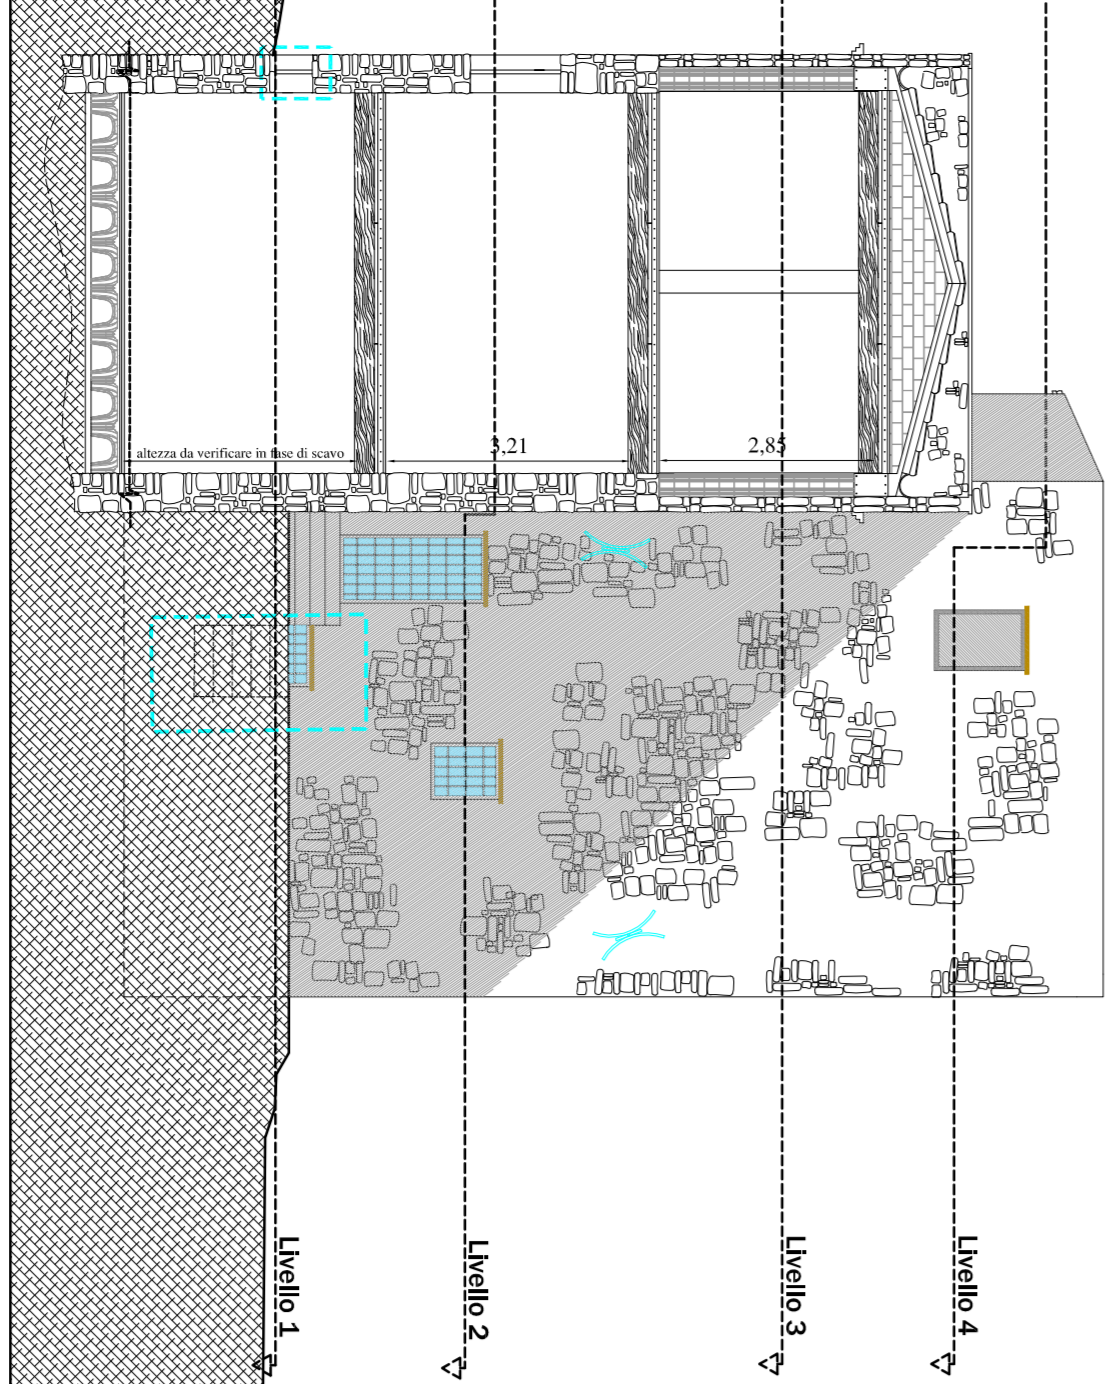 altezza da verificare in fase di scavo
3,21
2,85
Livello 1
Livello 2
Livello 3
Livello 4